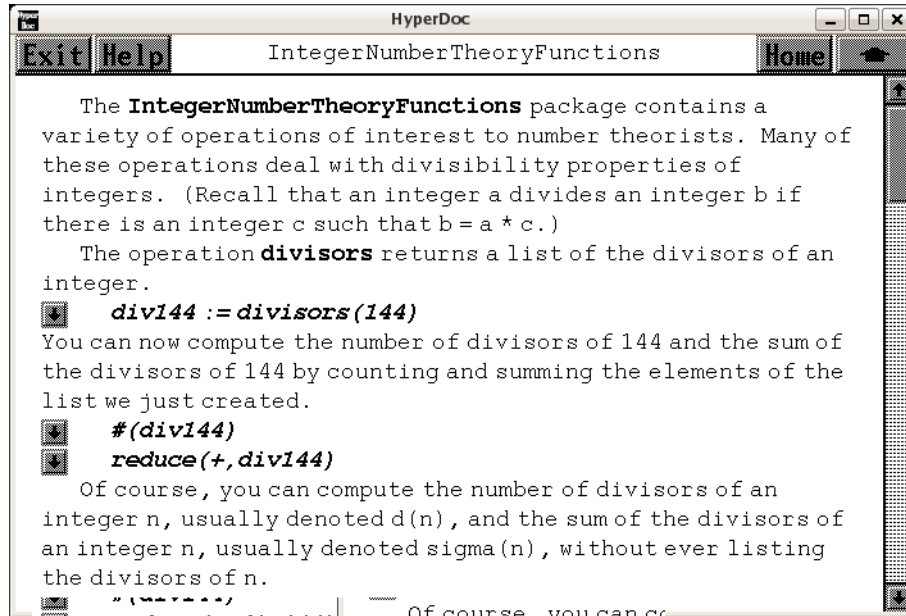 Hyper Doc
HyperDoc
Exit Help IntegerNumberTheoryFunctions Home
The IntegerNumberTheoryFunctions package contains a
variety of operations of interest to number theorists. Many of
these operations deal with divisibility properties of
integers. (Recall that an integer a divides an integer b if
there is an integer c such that b = a * c.)
The operation divisors returns a list of the divisors of an
integer.
div144 := divisors(144)
You can now compute the number of divisors of 144 and the sum of
the divisors of 144 by counting and summing the elements of the
list we just created.
#(div144)
reduce(+,div144)
Of course, you can compute the number of divisors of an
integer n, usually denoted d(n), and the sum of the divisors of
an integer n, usually denoted sigma(n), without ever listing
the divisors of n.
#(div144)
Of course, you can co